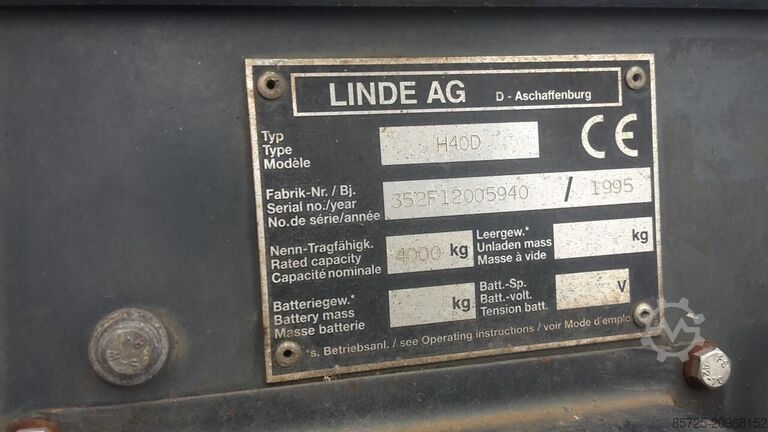 LINDE AG D - Aschaffenburg
Typ
Type
Modèle
H40D
CE
Fabrik-Nr. / Bj.
Serial no./year
No.de série/année
352F12005940 / 1995
Nenn-Tragfähigk.
Rated capacity
Capacité nominale
4000 kg
Leergew.*
Unladen mass
Masse à vide
kg
Batteriegew.*
Battery mass
Masse batterie
kg
Batt.-Sp.
Batt.-volt.
Tension batt.
V
*s. Betriebsanl. / see Operating instructions / voir Mode d'emploi
85725-20988152